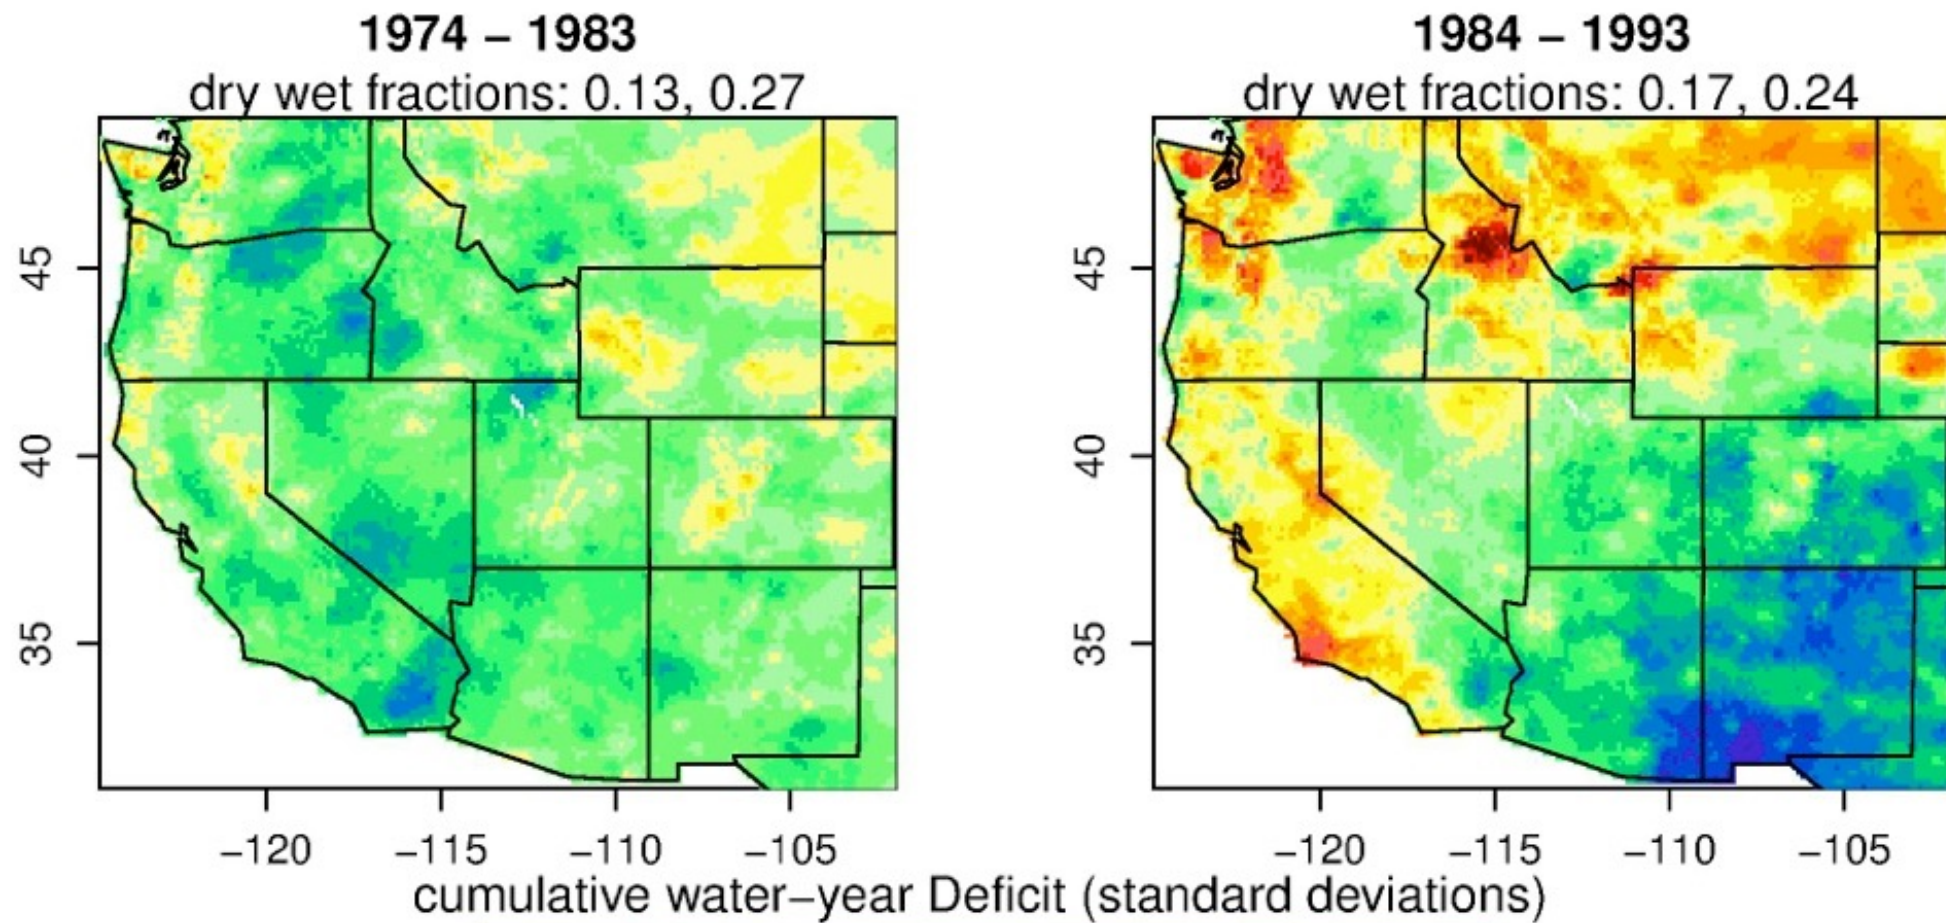 1974 – 1983
dry wet fractions: 0.13, 0.27
45
40
35
−120 −115 −110 −105
1984 – 1993
dry wet fractions: 0.17, 0.24
45
40
35
−120 −115 −110 −105
cumulative water−year Deficit (standard deviations)